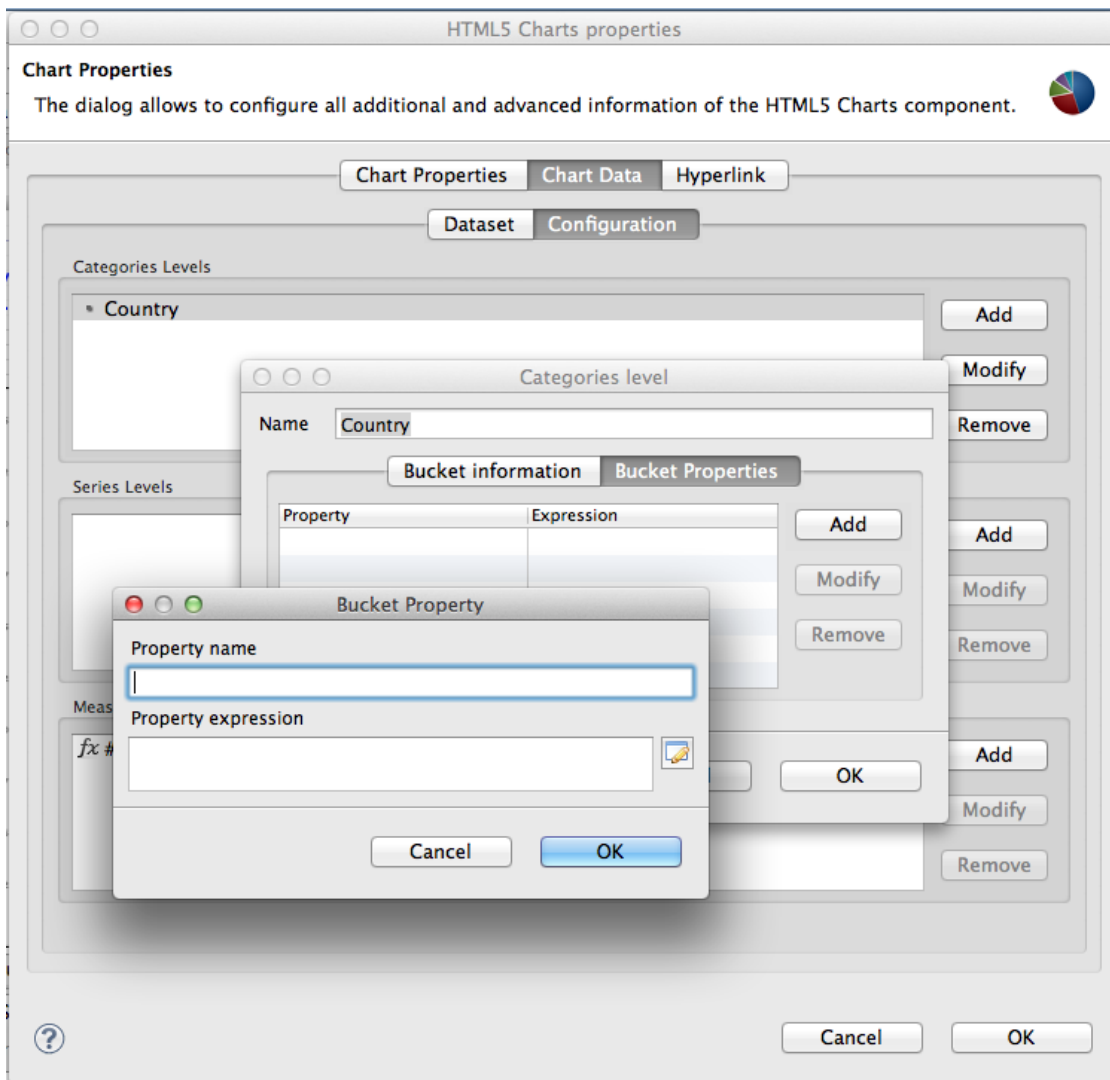 HTML5 Charts properties
Chart Properties
The dialog allows to configure all additional and advanced information of the HTML5 Charts component.
Chart Properties Chart Data Hyperlink
Dataset Configuration
Categories Levels
Country
Add
Modify
Remove
Categories level
Name Country
Bucket information Bucket Properties
Property Expression
Add
Modify
Remove
OK
Series Levels
Add
Modify
Remove
Bucket Property
Property name
Property expression
Cancel OK
fx #
Add
Modify
Remove
?
Cancel OK